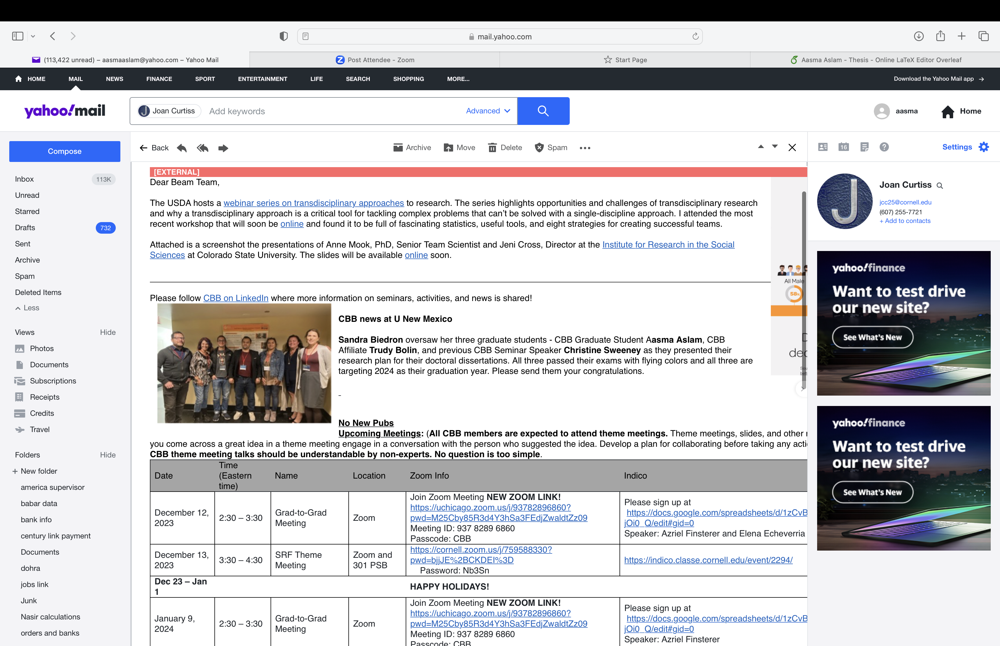 mail.yahoo.com
(113,422 unread) – aasmaaslam@yahoo.com – Yahoo Mail
Post Attendee - Zoom
Start Page
Aasma Aslam - Thesis - Online LaTeX Editor Overleaf
HOME MAIL NEWS FINANCE SPORT ENTERTAINMENT LIFE SEARCH SHOPPING MORE... Download the Yahoo Mail app →
yahoo!mail
J Joan Curtiss Add keywords Advanced
aasma Home
Compose
Back Archive Move Delete Spam
16 Settings
Inbox 113K
Unread
Starred
Drafts 732
Sent
Archive
Spam
Deleted Items
Less
Views Hide
Photos
Documents
Subscriptions
Receipts
Credits
Travel
Folders Hide
+ New folder
america supervisor
babar data
bank info
century link payment
Documents
dohra
jobs link
Junk
Nasir calculations
orders and banks
[EXTERNAL]
Dear Beam Team,
The USDA hosts a webinar series on transdisciplinary approaches to research. The series highlights opportunities and challenges of transdisciplinary research
and why a transdisciplinary approach is a critical tool for tackling complex problems that can't be solved with a single-discipline approach. I attended the most
recent workshop that will soon be online and found it to be full of fascinating statistics, useful tools, and eight strategies for creating successful teams.
Attached is a screenshot the presentations of Anne Mook, PhD, Senior Team Scientist and Jeni Cross, Director at the Institute for Research in the Social
Sciences at Colorado State University. The slides will be available online soon.
All Male
58%
Please follow CBB on LinkedIn where more information on seminars, activities, and news is shared!
CBB news at U New Mexico
Sandra Biedron oversaw her three graduate students - CBB Graduate Student Aasma Aslam, CBB
Affiliate Trudy Bolin, and previous CBB Seminar Speaker Christine Sweeney as they presented their
research plan for their doctoral dissertations. All three passed their exams with flying colors and all three are
targeting 2024 as their graduation year. Please send them your congratulations.
-
D
dec
Sou
bett
No New Pubs
Upcoming Meetings: (All CBB members are expected to attend theme meetings. Theme meetings, slides, and other
you come across a great idea in a theme meeting engage in a conversation with the person who suggested the idea. Develop a plan for collaborating before taking any acti
CBB theme meeting talks should be understandable by non-experts. No question is too simple.
Date
Time
(Eastern
time)
Name
Location
Zoom Info
Indico
December 12,
2023
2:30 – 3:30
Grad-to-Grad
Meeting
Zoom
Join Zoom Meeting NEW ZOOM LINK!
https://uchicago.zoom.us/j/93782896860?
pwd=M25Cby85R3d4Y3hSa3FEdjZwaldtZz09
Meeting ID: 937 8289 6860
Passcode: CBB
Please sign up at
https://docs.google.com/spreadsheets/d/1zCvB
jOi0_Q/edit#gid=0
Speaker: Azriel Finsterer and Elena Echeverria
December 13,
2023
3:30 – 4:30
SRF Theme
Meeting
Zoom and
301 PSB
https://cornell.zoom.us/j/759588330?
pwd=bjjJE%2BCKDEI%3D
Password: Nb3Sn
https://indico.classe.cornell.edu/event/2294/
Dec 23 – Jan
1
HAPPY HOLIDAYS!
January 9,
2024
2:30 – 3:30
Grad-to-Grad
Meeting
Zoom
Join Zoom Meeting NEW ZOOM LINK!
https://uchicago.zoom.us/j/93782896860?
pwd=M25Cby85R3d4Y3hSa3FEdjZwaldtZz09
Meeting ID: 937 8289 6860
Passcode: CBB
Please sign up at
https://docs.google.com/spreadsheets/d/1zCvB
jOi0_Q/edit#gid=0
Speaker: Azriel Finsterer
J
Joan Curtiss
jcc25@cornell.edu
(607) 255-7721
+ Add to contacts
yahoo!finance
Want to test drive
our new site?
See What's New
yahoo!finance
Want to test drive
our new site?
See What's New